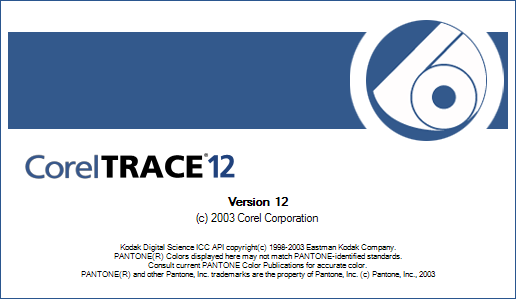 Corel TRACE® 12
Version 12
(c) 2003 Corel Corporation
Kodak Digital Science ICC API copyright(c) 1998-2003 Eastman Kodak Company.
PANTONE(R) Colors displayed here may not match PANTONE-identified standards.
Consult current PANTONE Color Publications for accurate color.
PANTONE(R) and other Pantone, Inc. trademarks are the property of Pantone, Inc. (c) Pantone, Inc., 2003